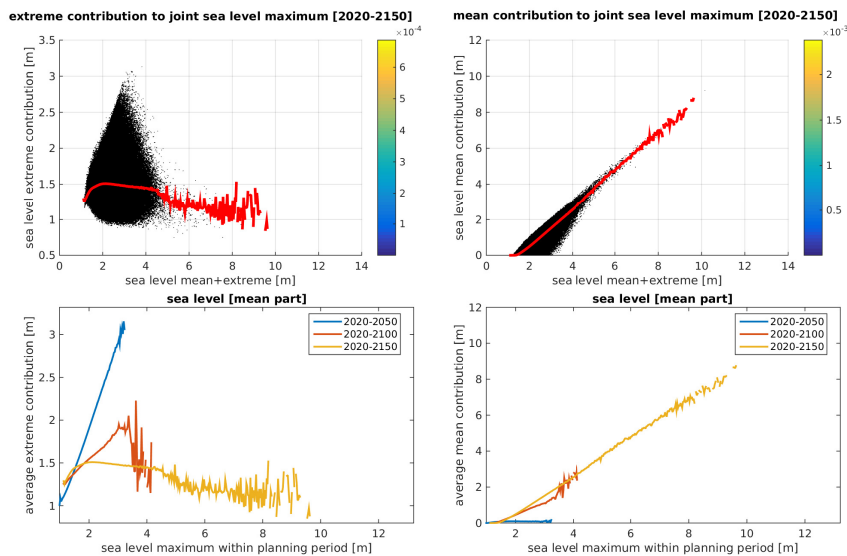 extreme contribution to joint sea level maximum [2020-2150]
×10-4
sea level extreme contribution [m]
3.5
3
2.5
2
1.5
1
0.5
0 2 4 6 8 10 12 14
sea level mean+extreme [m]
6
5
4
3
2
1
mean contribution to joint sea level maximum [2020-2150]
×10-3
sea level mean contribution [m]
12
10
8
6
4
2
0
0 2 4 6 8 10 12 14
sea level mean+extreme [m]
2
1.5
1
0.5
sea level [mean part]
average extreme contribution [m]
3
2.5
2
1.5
1
2 4 6 8 10 12
sea level maximum within planning period [m]
2020-2050
2020-2100
2020-2150
sea level [mean part]
average mean contribution [m]
12
10
8
6
4
2
0
2 4 6 8 10 12
sea level maximum within planning period [m]
2020-2050
2020-2100
2020-2150